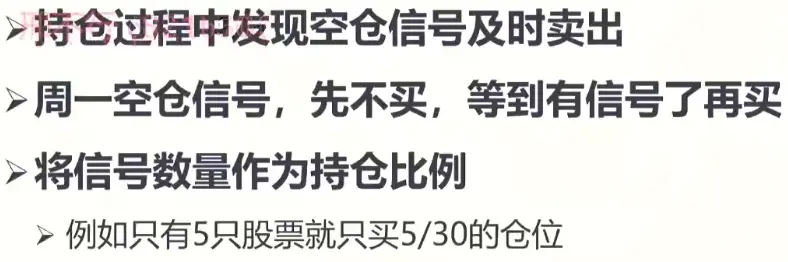 ➢持仓过程中发现空仓信号及时卖出
➢周一空仓信号，先不买，等到有信号了再买
➢将信号数量作为持仓比例
➢例如只有5只股票就只买5/30的仓位